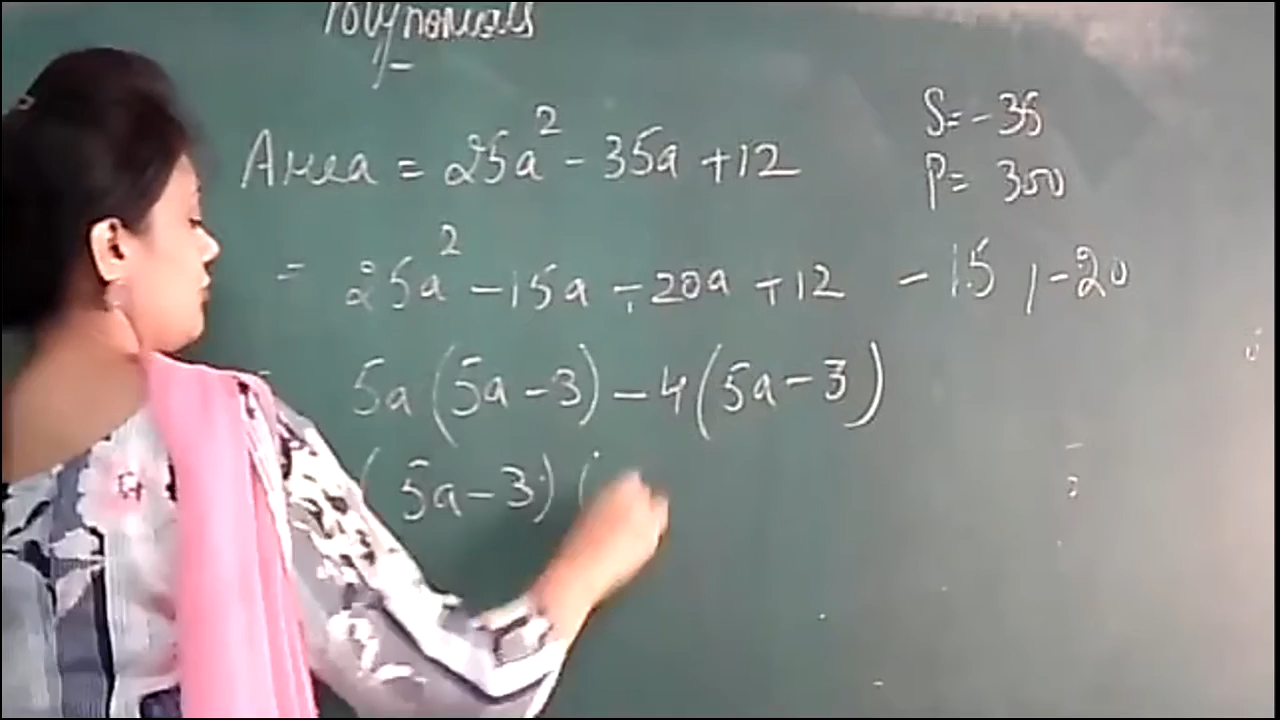 Polynomials
Area = 25a² - 35a + 12
S = - 35
P = 300
= 25a² - 15a - 20a + 12
- 15, - 20
5a (5a - 3) - 4 (5a - 3)
(5a - 3) (